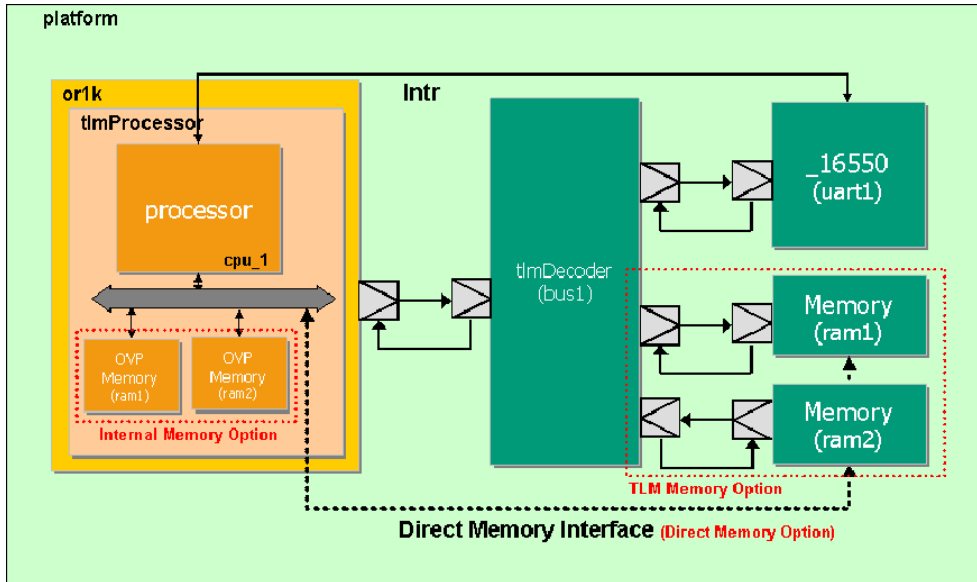 platform
or1k
Intr
tlmProcessor
_16550
(uart1)
processor
cpu_1
tlmDecoder
(bus1)
Memory
(ram1)
OVP
Memory
(ram1)
OVP
Memory
(ram2)
Memory
(ram2)
Internal Memory Option
TLM Memory Option
Direct Memory Interface (Direct Memory Option)